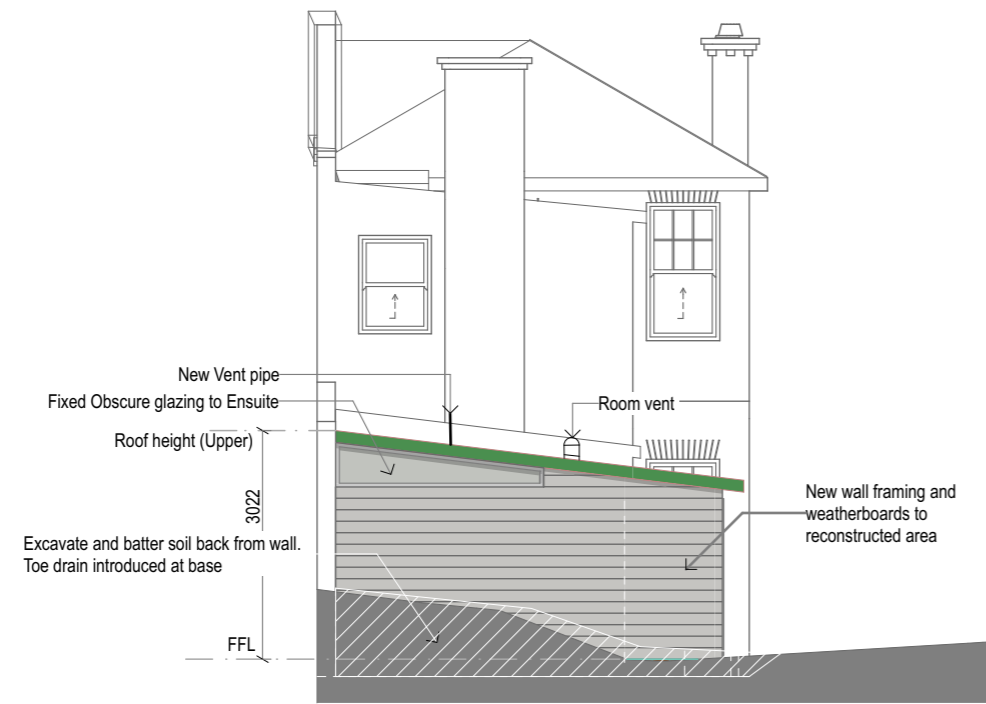 New Vent pipe
Fixed Obscure glazing to Ensuite
Room vent
Roof height (Upper)
3022
New wall framing and
weatherboards to
reconstructed area
Excavate and batter soil back from wall.
Toe drain introduced at base
FFL